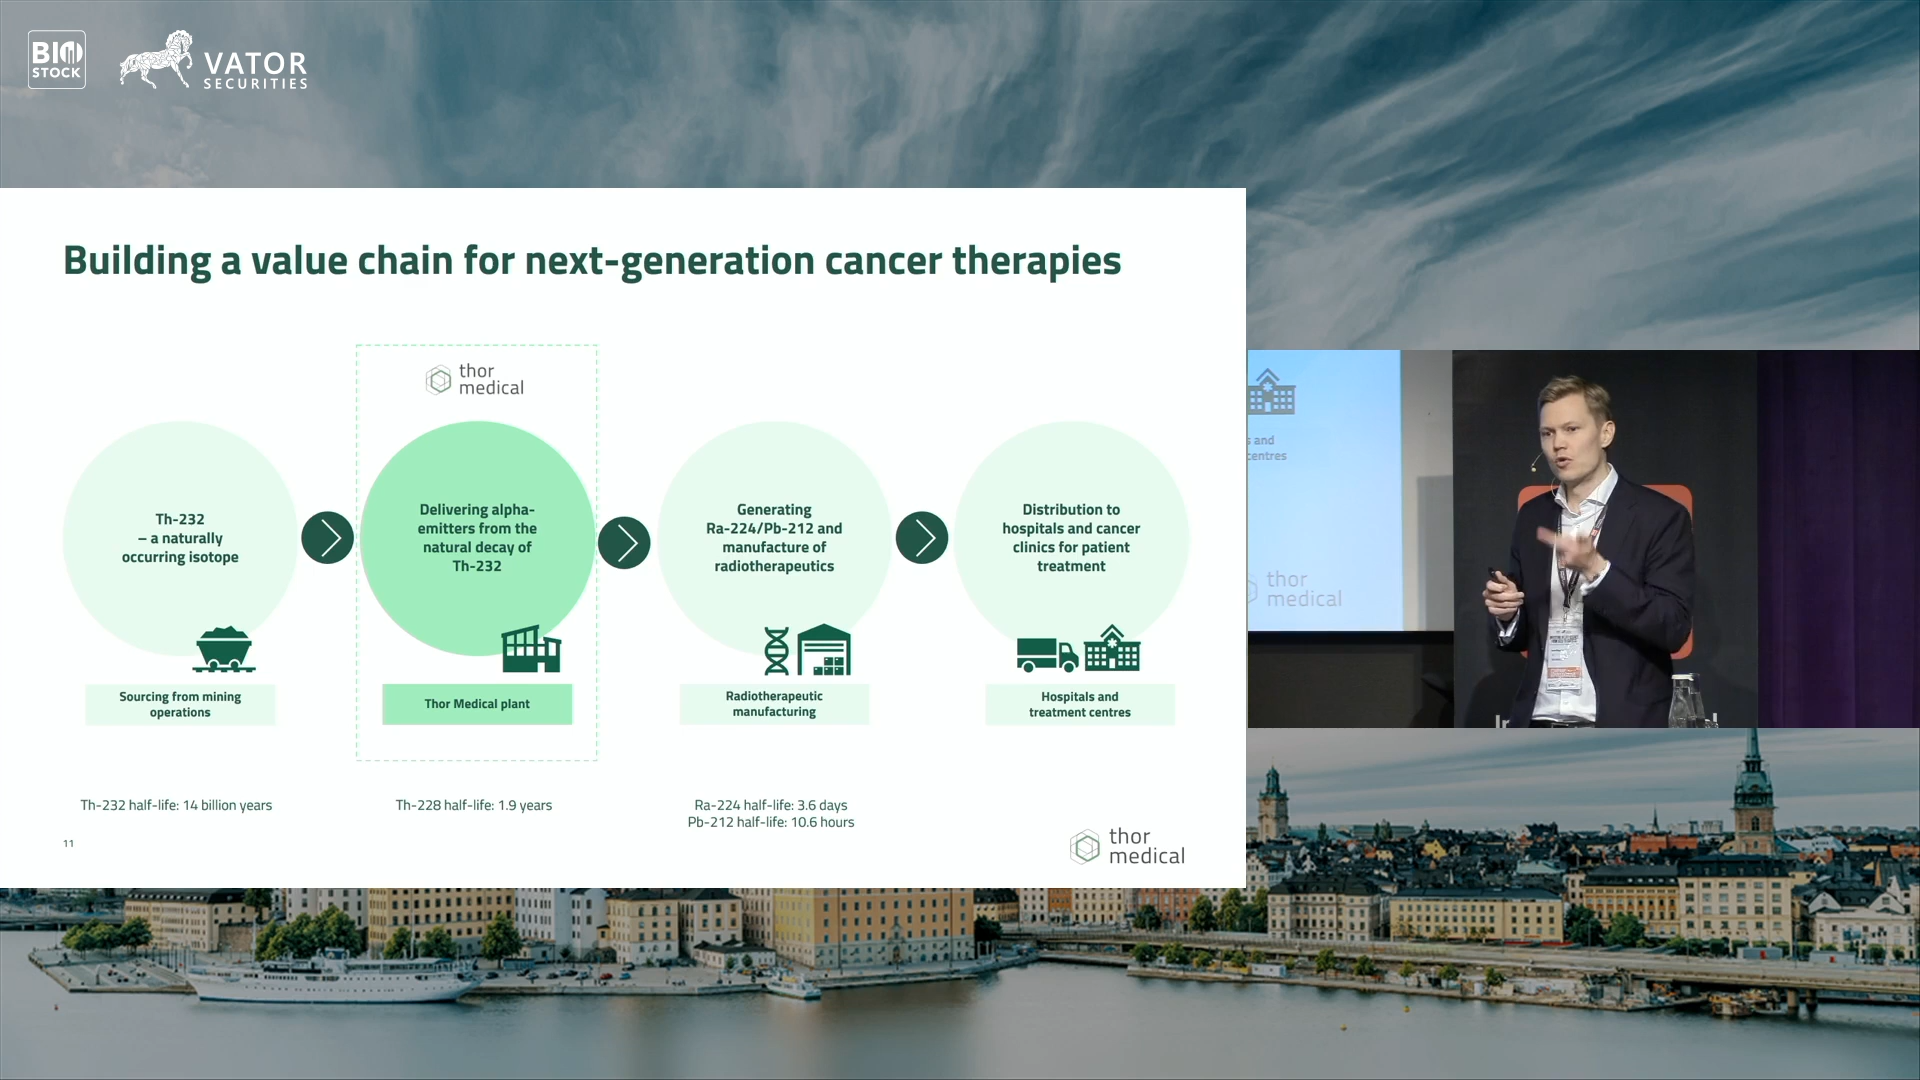 BIO
STOCK
VATOR
SECURITIES
Building a value chain for next-generation cancer therapies
thor
medical
Th-232
– a naturally
occurring isotope
Delivering alpha-
emitters from the
natural decay of
Th-232
Generating
Ra-224/Pb-212 and
manufacture of
radiotherapeutics
Distribution to
hospitals and cancer
clinics for patient
treatment
Sourcing from mining
operations
Thor Medical plant
Radiotherapeutic
manufacturing
Hospitals and
treatment centres
Th-232 half-life: 14 billion years
Th-228 half-life: 1.9 years
Ra-224 half-life: 3.6 days
Pb-212 half-life: 10.6 hours
11
thor
medical
s and
centres
thor
medical